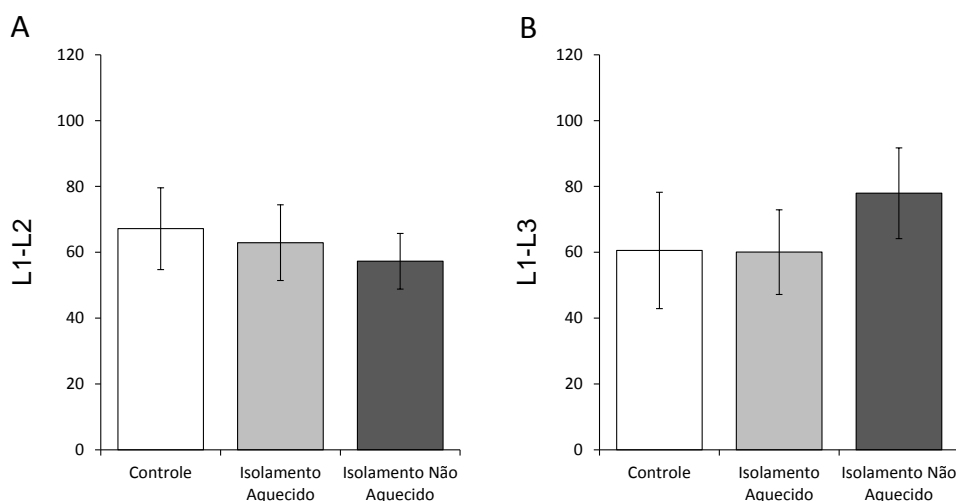 A
120
100
80
60
40
20
0
L1-L2
Controle
Isolamento
Aquecido
Isolamento Não
Aquecido
B
120
100
80
60
40
20
0
L1-L3
Controle
Isolamento
Aquecido
Isolamento Não
Aquecido